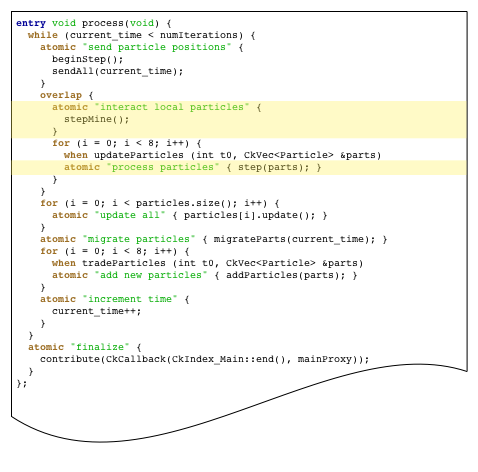 entry void process(void) {
  while (current_time < numIterations) {
    atomic "send particle positions" {
      beginStep();
      sendAll(current_time);
    }
    overlap {
      atomic "interact local particles" {
        stepMine();
      }
      for (i = 0; i < 8; i++) {
        when updateParticles (int t0, CkVec<Particle> &parts)
        atomic "process particles" { step(parts); }
      }
    }
    for (i = 0; i < particles.size(); i++) {
      atomic "update all" { particles[i].update(); }
    }
    atomic "migrate particles" { migrateParts(current_time); }
    for (i = 0; i < 8; i++) {
      when tradeParticles (int t0, CkVec<Particle> &parts)
      atomic "add new particles" { addParticles(parts); }
    }
    atomic "increment time" {
      current_time++;
    }
  }
  atomic "finalize" {
    contribute(CkCallback(CkIndex_Main::end(), mainProxy));
  }
};